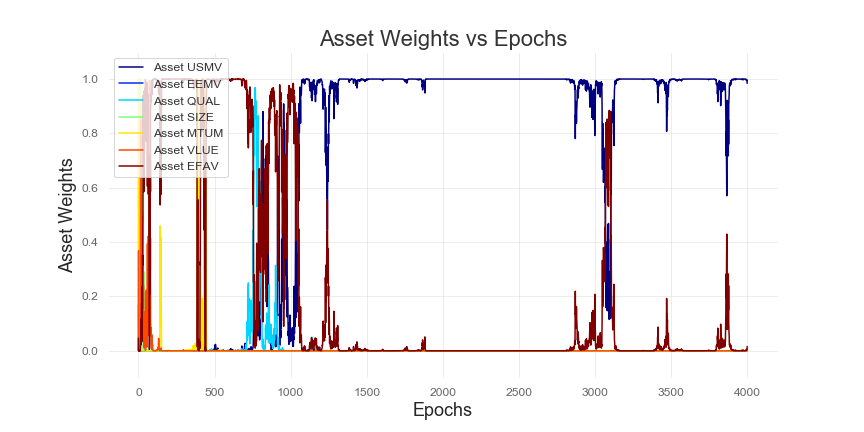 Asset Weights vs Epochs
Asset USMV
Asset EEMV
Asset QUAL
Asset SIZE
Asset MTUM
Asset VLUE
Asset EFAV
1.0
0.8
0.6
0.4
0.2
0.0
Asset Weights
0 500 1000 1500 2000 2500 3000 3500 4000
Epochs